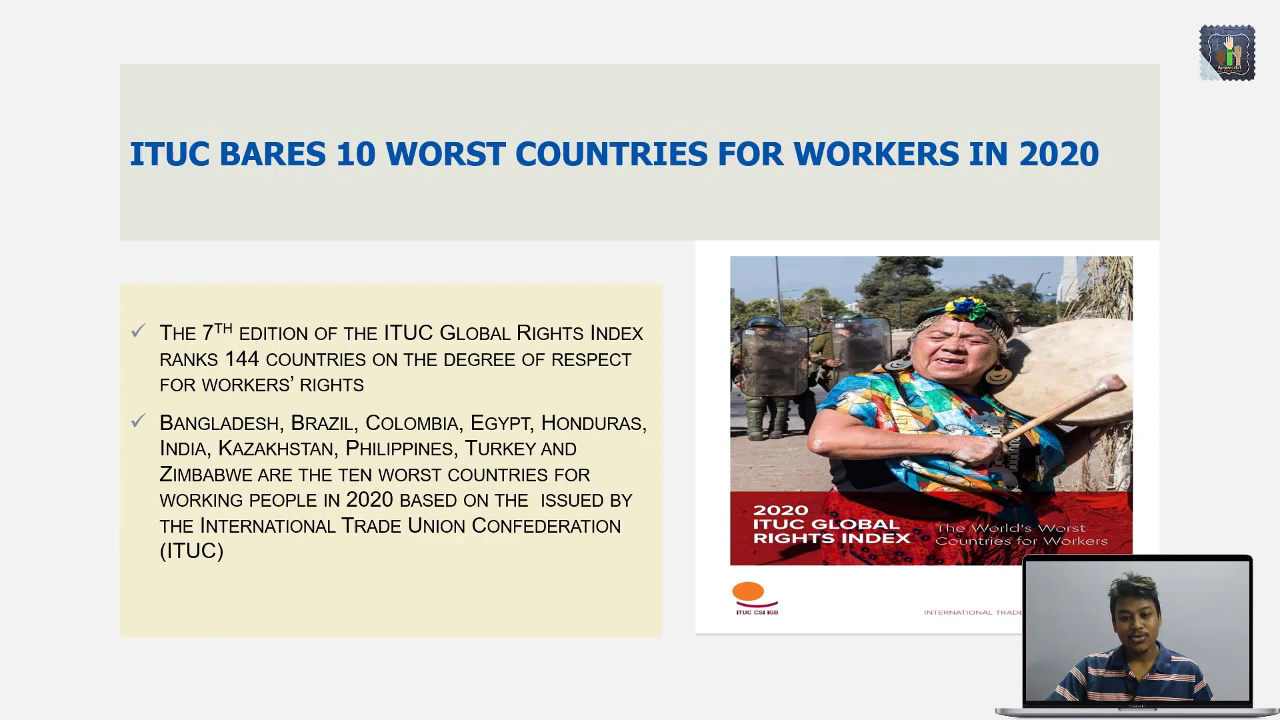 ITUC BARES 10 WORST COUNTRIES FOR WORKERS IN 2020
THE 7TH EDITION OF THE ITUC GLOBAL RIGHTS INDEX
RANKS 144 COUNTRIES ON THE DEGREE OF RESPECT
FOR WORKERS' RIGHTS
BANGLADESH, BRAZIL, COLOMBIA, EGYPT, HONDURAS,
INDIA, KAZAKHSTAN, PHILIPPINES, TURKEY AND
ZIMBABWE ARE THE TEN WORST COUNTRIES FOR
WORKING PEOPLE IN 2020 BASED ON THE ISSUED BY
THE INTERNATIONAL TRADE UNION CONFEDERATION
(ITUC)
2020
ITUC GLOBAL
RIGHTS INDEX
The World's Worst
Countries for Workers
ITUC CSI IGB
INTERNATIONAL TRADE